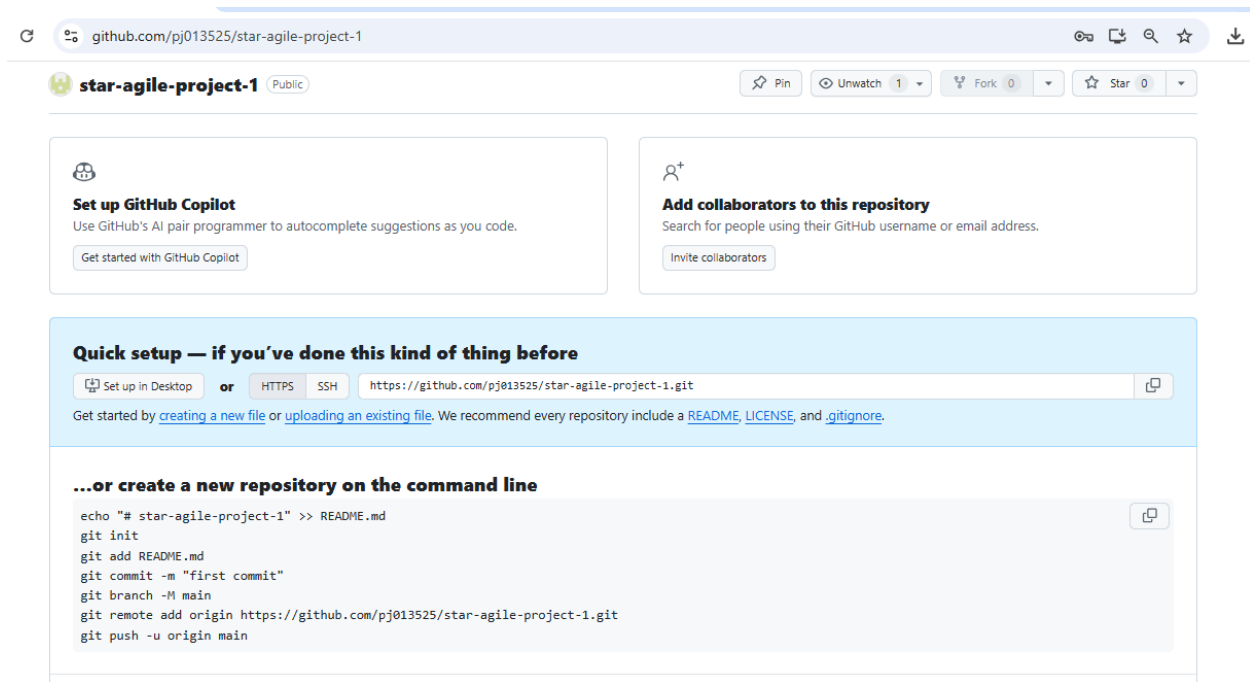 github.com/pj013525/star-agile-project-1
star-agile-project-1 Public
Pin
Unwatch 1
Fork 0
Star 0
Set up GitHub Copilot
Use GitHub's AI pair programmer to autocomplete suggestions as you code.
Get started with GitHub Copilot
Add collaborators to this repository
Search for people using their GitHub username or email address.
Invite collaborators
Quick setup — if you've done this kind of thing before
Set up in Desktop or HTTPS SSH https://github.com/pj013525/star-agile-project-1.git
Get started by creating a new file or uploading an existing file. We recommend every repository include a README, LICENSE, and .gitignore.
...or create a new repository on the command line
echo "# star-agile-project-1" >> README.md
git init
git add README.md
git commit -m "first commit"
git branch -M main
git remote add origin https://github.com/pj013525/star-agile-project-1.git
git push -u origin main